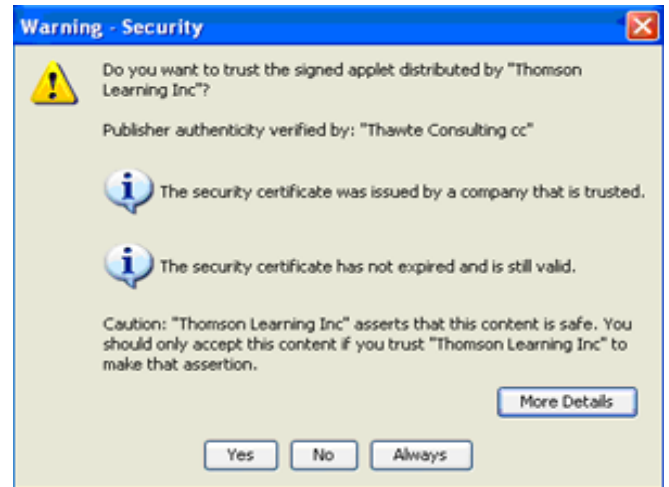 Warning - Security
Do you want to trust the signed applet distributed by "Thomson
Learning Inc"?
Publisher authenticity verified by: "Thawte Consulting cc"
The security certificate was issued by a company that is trusted.
The security certificate has not expired and is still valid.
Caution: "Thomson Learning Inc" asserts that this content is safe. You
should only accept this content if you trust "Thomson Learning Inc" to
make that assertion.
More Details
Yes No Always